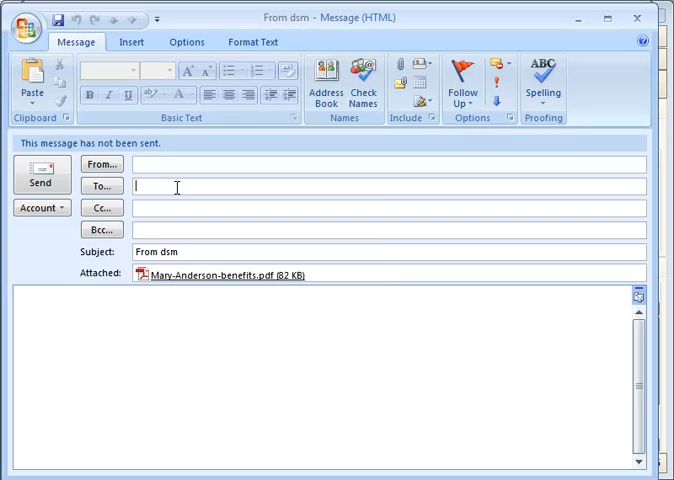 From dsm - Message (HTML)
Message Insert Options Format Text
Paste
Clipboard
B I U
Basic Text
Address Book
Check Names
Names
Include
Follow Up
Options
ABC
Spelling
Proofing
This message has not been sent.
Send
Account
From...
To...
Cc...
Bcc...
Subject: From dsm
Attached: Mary-Anderson-benefits.pdf (82 KB)